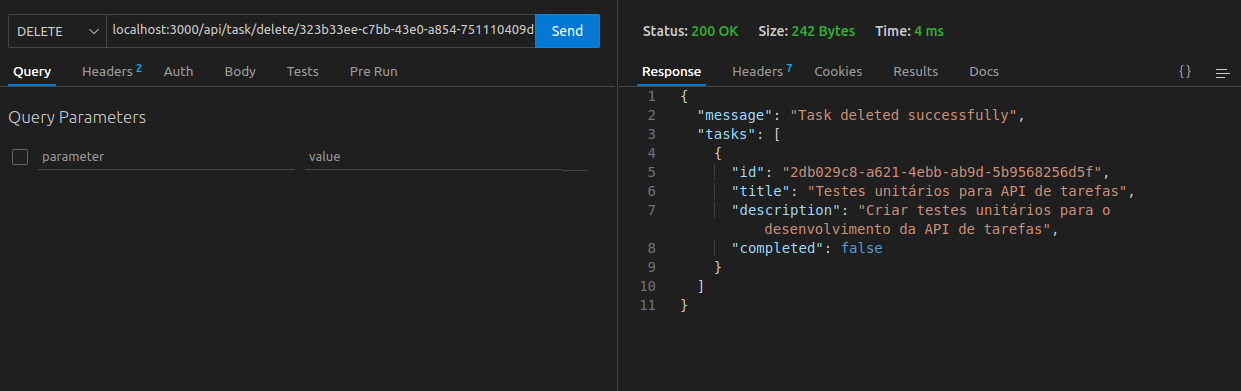 DELETE localhost:3000/api/task/delete/323b33ee-c7bb-43e0-a854-751110409d Send
Query Headers 2 Auth Body Tests Pre Run
Query Parameters
parameter value
Status: 200 OK Size: 242 Bytes Time: 4 ms
Response Headers 7 Cookies Results Docs {}
1 {
2 "message": "Task deleted successfully",
3 "tasks": [
4 {
5 "id": "2db029c8-a621-4ebb-ab9d-5b9568256d5f",
6 "title": "Testes unitários para API de tarefas",
7 "description": "Criar testes unitários para o
desenvolvimento da API de tarefas",
8 "completed": false
9 }
10 ]
11 }